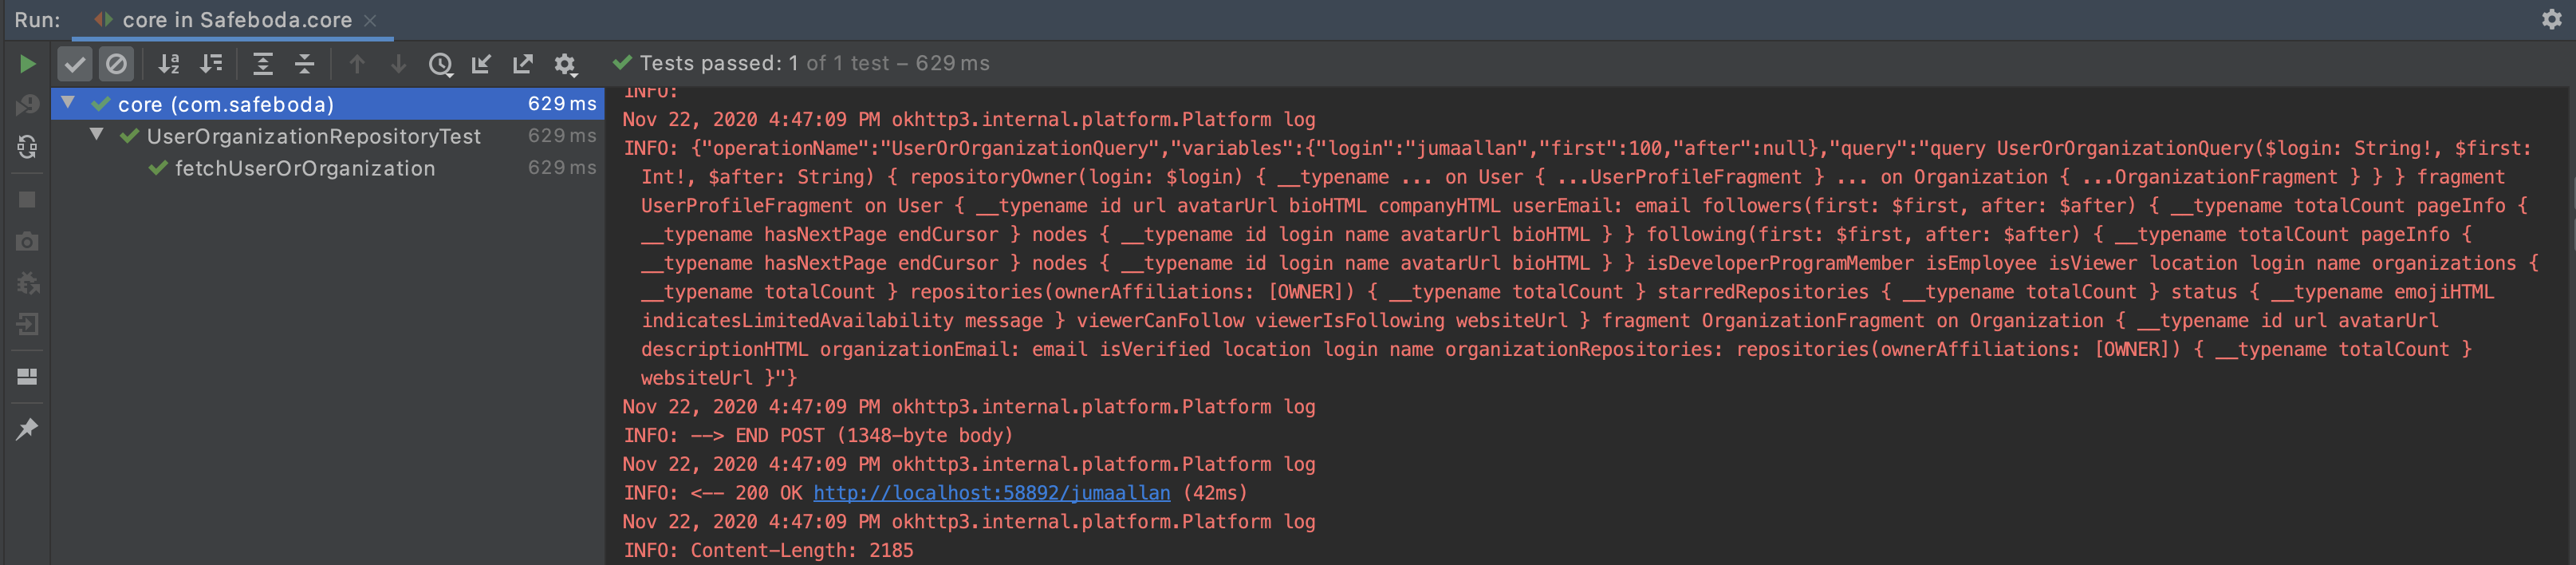 Run: core in Safeboda.core
Tests passed: 1 of 1 test – 629 ms
core (com.safeboda) 629 ms
UserOrganizationRepositoryTest 629 ms
fetchUserOrOrganization 629 ms
INFO:
Nov 22, 2020 4:47:09 PM okhttp3.internal.platform.Platform log
INFO: {"operationName":"UserOrOrganizationQuery","variables":{"login":"jumaallan","first":100,"after":null},"query":"query UserOrOrganizationQuery($login: String!, $first:
Int!, $after: String) { repositoryOwner(login: $login) { __typename ... on User { ...UserProfileFragment } ... on Organization { ...OrganizationFragment } } } fragment
UserProfileFragment on User { __typename id url avatarUrl bioHTML companyHTML userEmail: email followers(first: $first, after: $after) { __typename totalCount pageInfo {
__typename hasNextPage endCursor } nodes { __typename id login name avatarUrl bioHTML } } following(first: $first, after: $after) { __typename totalCount pageInfo {
__typename hasNextPage endCursor } nodes { __typename id login name avatarUrl bioHTML } } isDeveloperProgramMember isEmployee isViewer location login name organizations {
__typename totalCount } repositories(ownerAffiliations: [OWNER]) { __typename totalCount } starredRepositories { __typename totalCount } status { __typename emojiHTML
indicatesLimitedAvailability message } viewerCanFollow viewerIsFollowing websiteUrl } fragment OrganizationFragment on Organization { __typename id url avatarUrl
descriptionHTML organizationEmail: email isVerified location login name organizationRepositories: repositories(ownerAffiliations: [OWNER]) { __typename totalCount }
websiteUrl }"}
Nov 22, 2020 4:47:09 PM okhttp3.internal.platform.Platform log
INFO: --> END POST (1348-byte body)
Nov 22, 2020 4:47:09 PM okhttp3.internal.platform.Platform log
INFO: <-- 200 OK http://localhost:58892/jumaallan (42ms)
Nov 22, 2020 4:47:09 PM okhttp3.internal.platform.Platform log
INFO: Content-Length: 2185